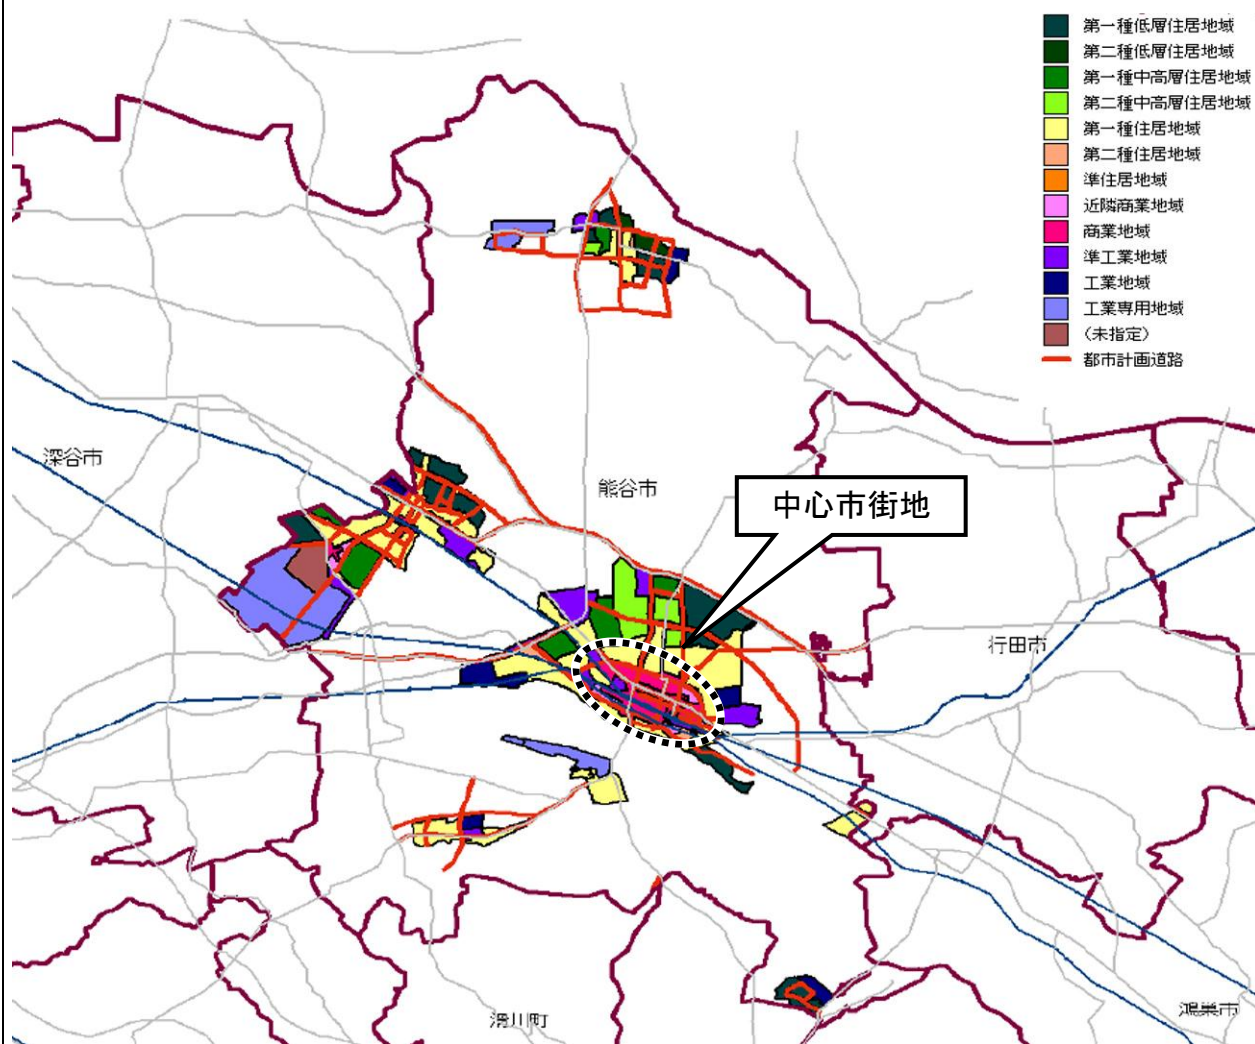 第一種低層住居地域
第二種低層住居地域
第一種中高層住居地域
第二種中高層住居地域
第一種住居地域
第二種住居地域
準住居地域
近隣商業地域
商業地域
準工業地域
工業地域
工業専用地域
(未指定)
都市計画道路
深谷市
熊谷市
中心市街地
行田市
滑川町
鴻巣市